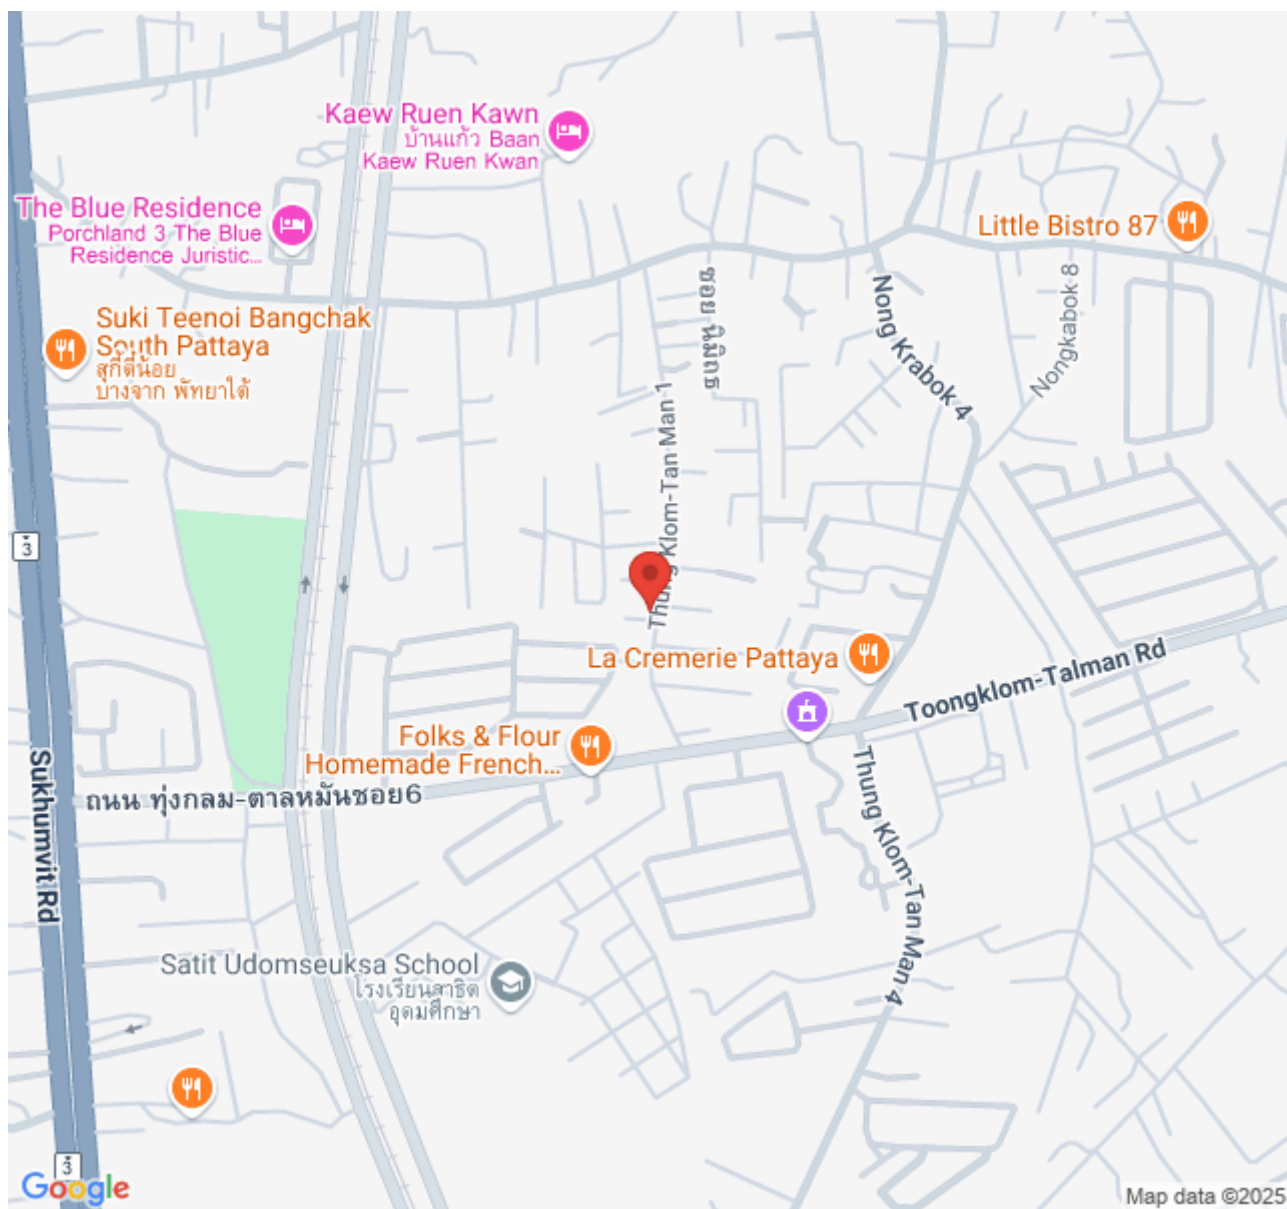 Kaew Ruen Kawn
บ้านแก้ว Baan
Kaew Ruen Kwan
The Blue Residence
Porchland 3 The Blue
Residence Juristic...
Little Bistro 87
ซอย นิมิตร
Nong Krabok 4
Nongkabok 8
Suki Teenoi Bangchak
South Pattaya
สุกี้ตี๋น้อย
บางจาก พัทยาใต้
Thung Klom-Tan Man 1
3
La Cremerie Pattaya
Toongklom-Talman Rd
Folks & Flour
Homemade French...
ถนน ทุ่งกลม-ตาลหมันซอย6
Sukhumvit Rd
Thung Klom-Tan Man 4
Satit Udomseuksa School
โรงเรียนสาธิต
อุดมศึกษา
3
Google
Map data ©2025